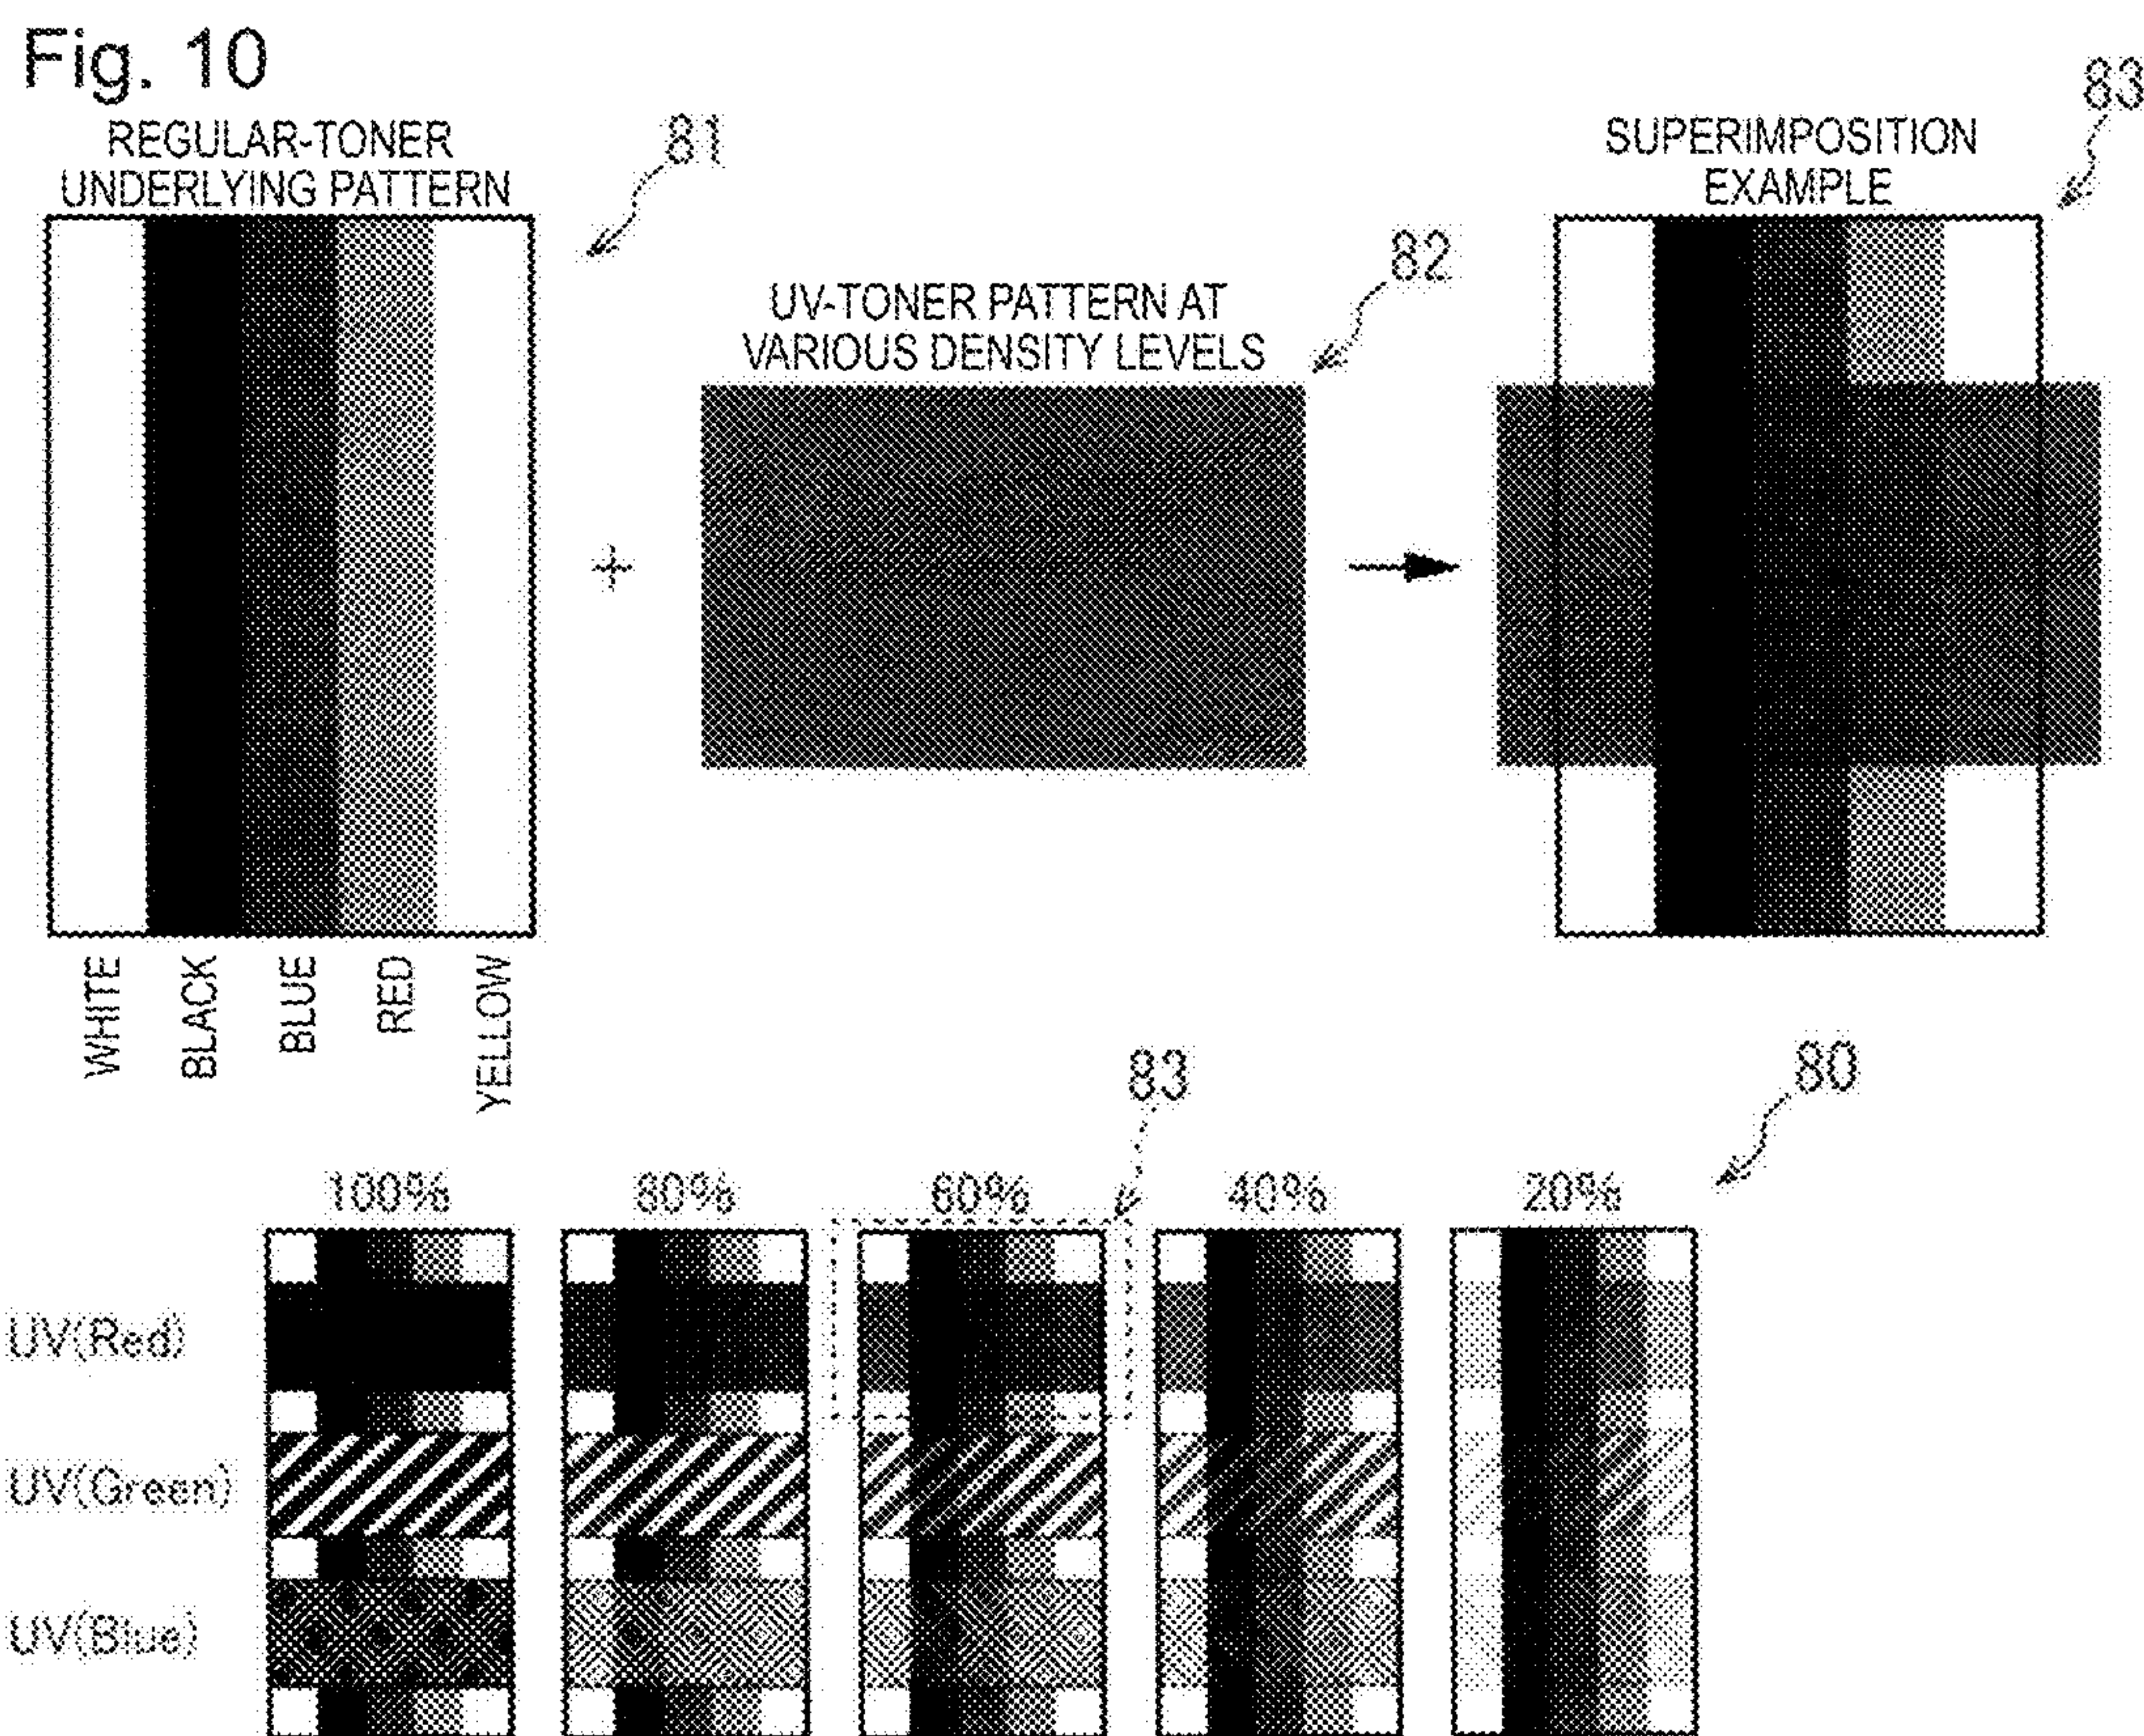 Fig. 10
REGULAR-TONER
UNDERLYING PATTERN
81
UV-TONER PATTERN AT
VARIOUS DENSITY LEVELS
82
SUPERIMPOSITION
EXAMPLE
83
+
WHITE
BLACK
BLUE
RED
YELLOW
83
80
100%
80%
60%
40%
20%
UV(Red)
UV(Green)
UV(Blue)